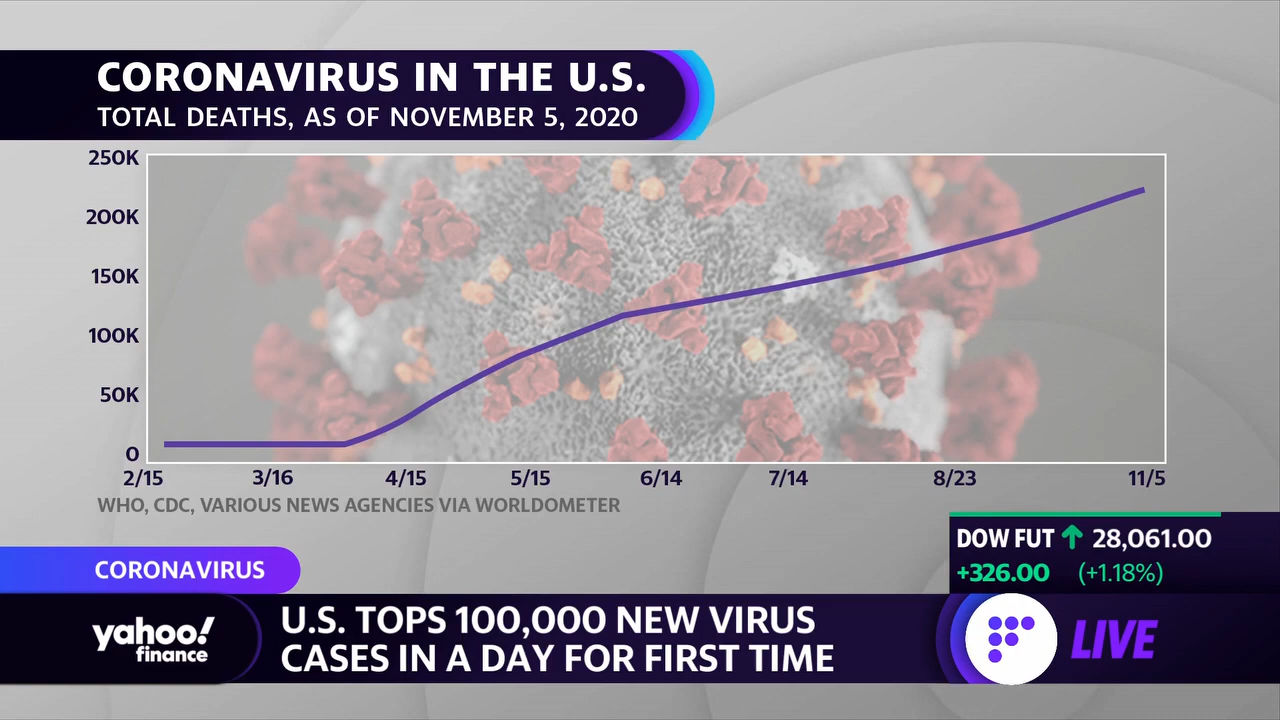 CORONAVIRUS IN THE U.S.
TOTAL DEATHS, AS OF NOVEMBER 5, 2020
250K
200K
150K
100K
50K
0
2/15 3/16 4/15 5/15 6/14 7/14 8/23 11/5
WHO, CDC, VARIOUS NEWS AGENCIES VIA WORLDOMETER
DOW FUT 28,061.00
+326.00 (+1.18%)
CORONAVIRUS
yahoo!
finance
U.S. TOPS 100,000 NEW VIRUS
CASES IN A DAY FOR FIRST TIME
LIVE